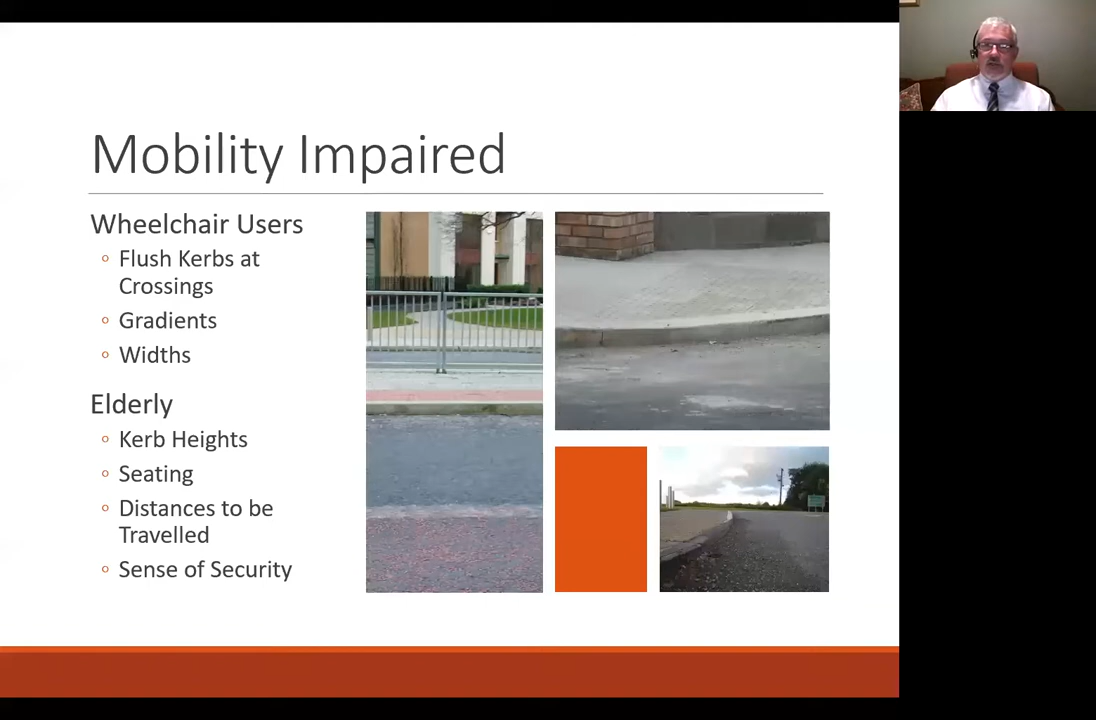 Mobility Impaired
Wheelchair Users
Flush Kerbs at
Crossings
Gradients
Widths
Elderly
Kerb Heights
Seating
Distances to be
Travelled
Sense of Security